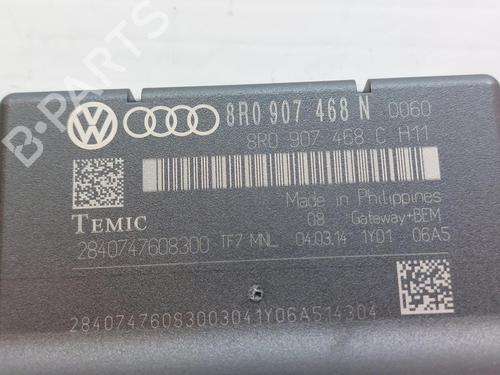 8R0 907 468 N 0060
8R0 907 468 C H11
Made in Philippines
TEMIC 08 Gateway+BEM
2840747608300 TF7 MNL 04.03.14 1Y01 06A5
28407476083003041Y06A514304
B-PARTS